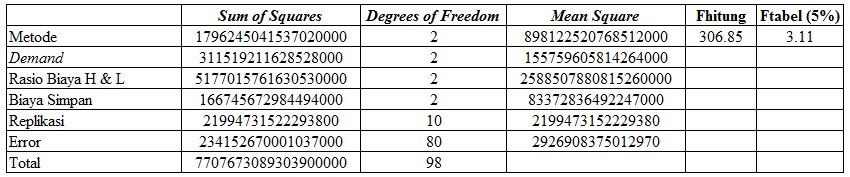 Sum of Squares Degrees of Freedom Mean Square Fhitung Ftabel (5%)
Metode 1796245041537020000 2 898122520768512000 306.85 3.11
Demand 311519211628528000 2 155759605814264000
Rasio Biaya H & L 5177015761630530000 2 2588507880815260000
Biaya Simpan 166745672984494000 2 83372836492247000
Replikasi 21994731522293800 10 2199473152229380
Error 234152670001037000 80 2926908375012970
Total 7707673089303900000 98